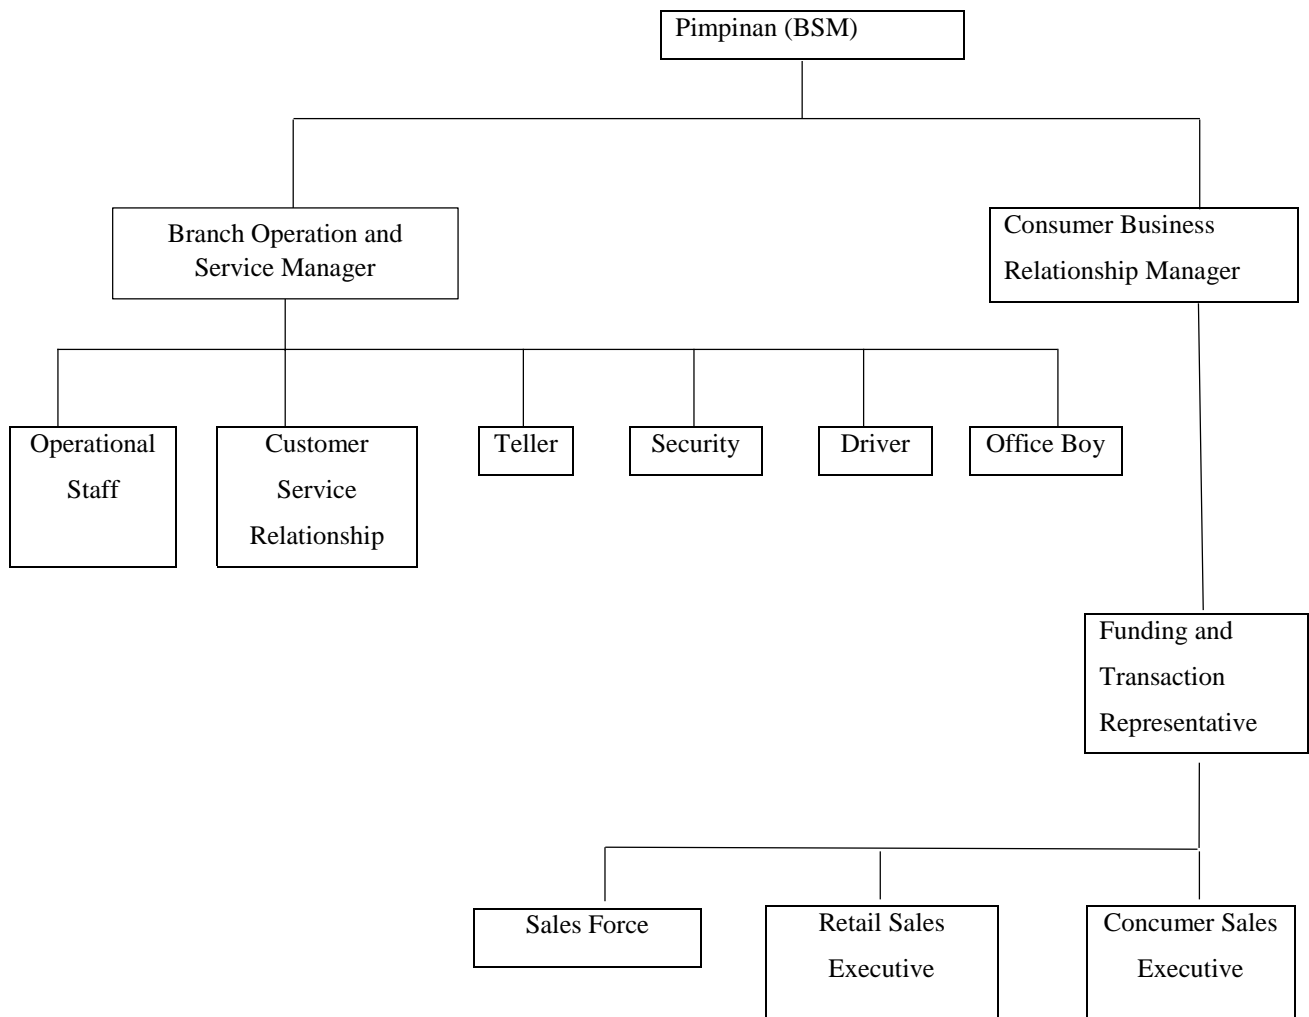 Pimpinan (BSM)
Branch Operation and
Service Manager
Consumer Business
Relationship Manager
Operational
Staff
Customer
Service
Relationship
Teller
Security
Driver
Office Boy
Funding and
Transaction
Representative
Sales Force
Retail Sales
Executive
Concumer Sales
Executive